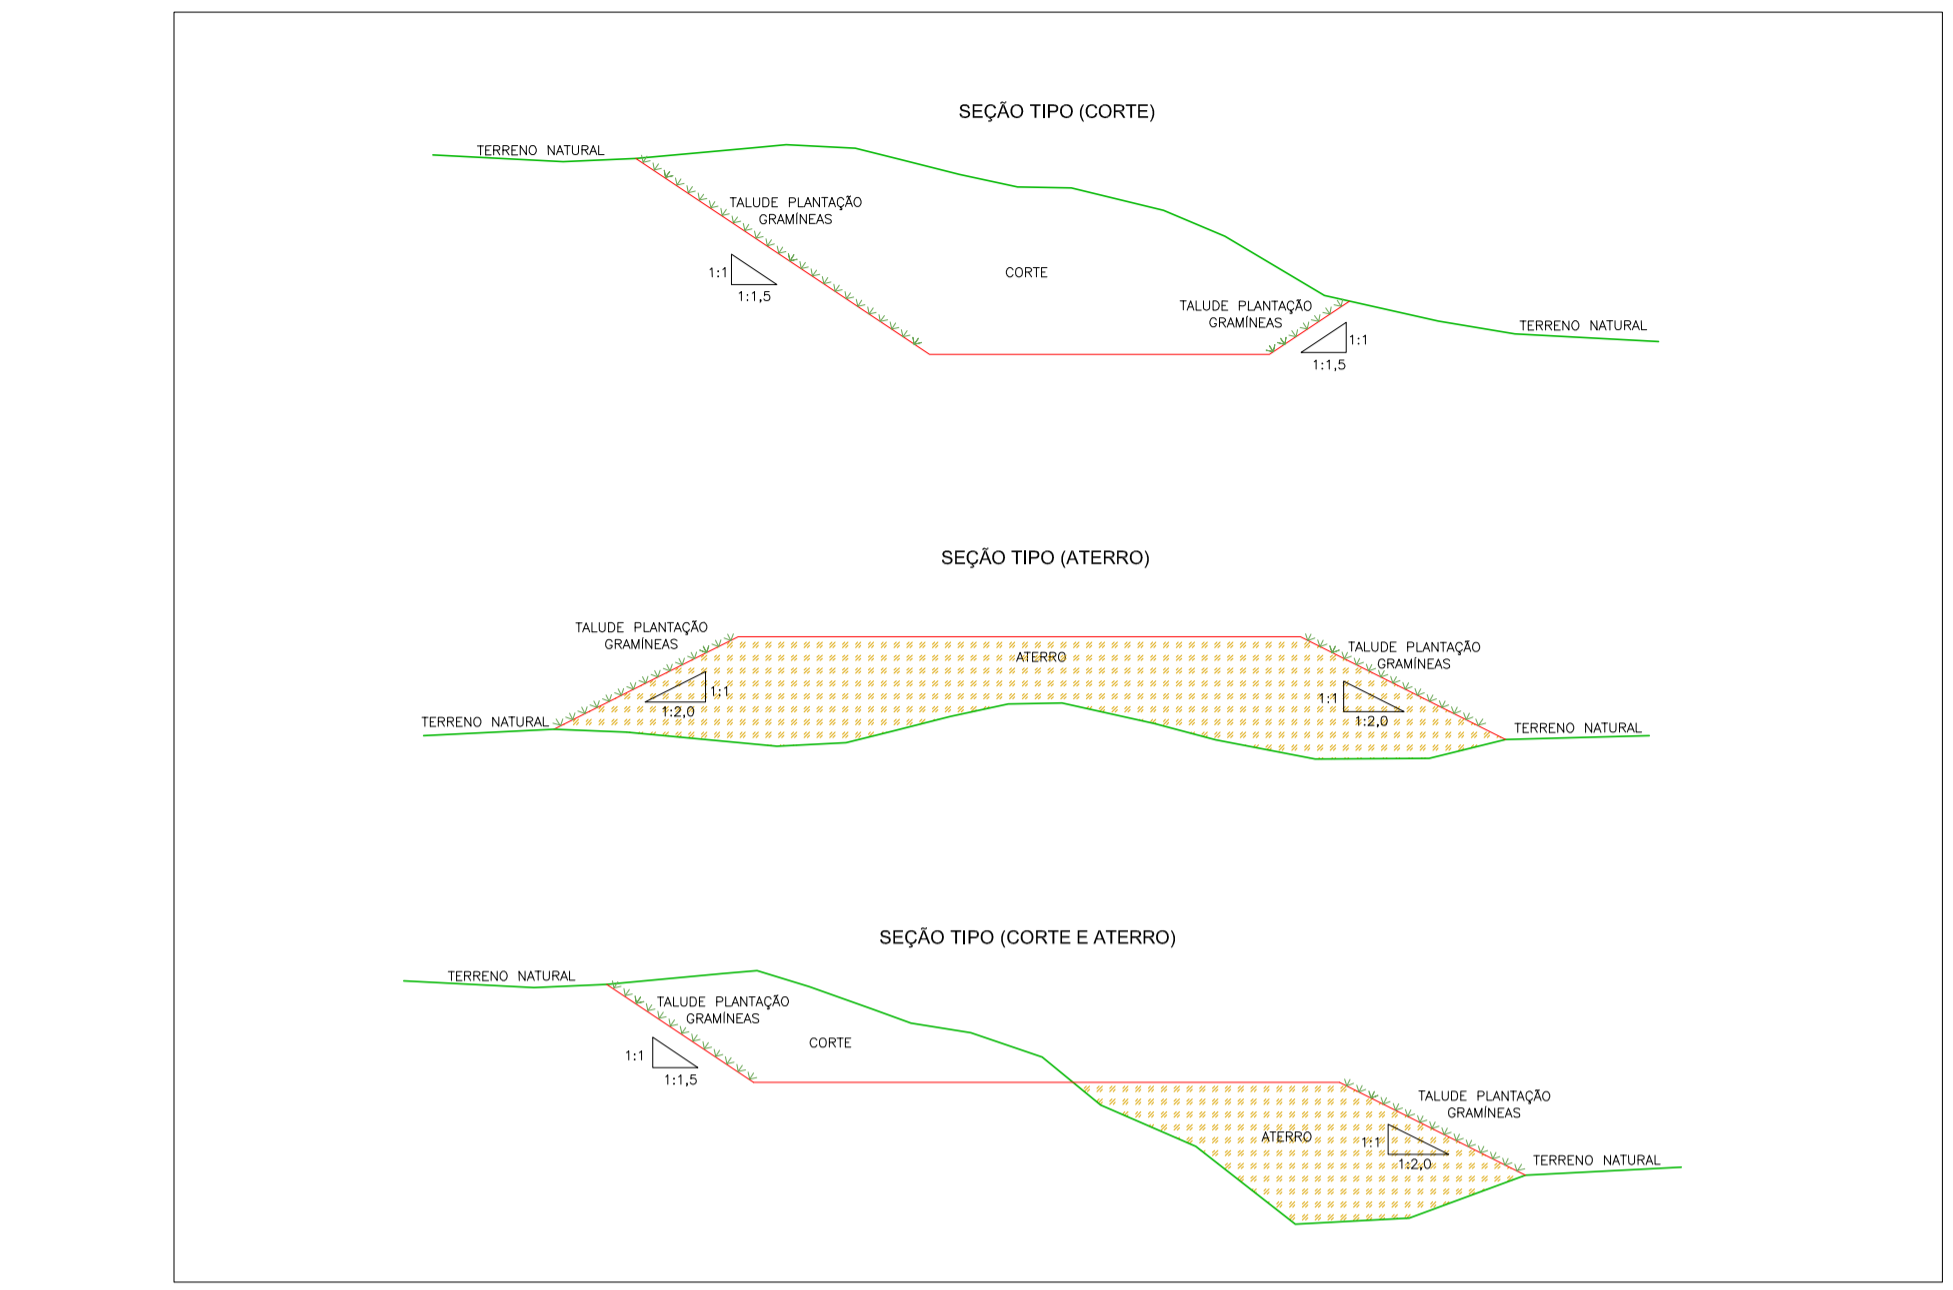 SEÇÃO TIPO (CORTE)
TERRENO NATURAL
TALUDE PLANTAÇÃO
GRAMÍNEAS
1:1
1:1,5
CORTE
TALUDE PLANTAÇÃO
GRAMÍNEAS
1:1
1:1,5
TERRENO NATURAL
SEÇÃO TIPO (ATERRO)
TALUDE PLANTAÇÃO
GRAMÍNEAS
ATERRO
TALUDE PLANTAÇÃO
GRAMÍNEAS
1:1
1:2,0
1:1
1:2,0
TERRENO NATURAL
TERRENO NATURAL
SEÇÃO TIPO (CORTE E ATERRO)
TERRENO NATURAL
TALUDE PLANTAÇÃO
GRAMÍNEAS
CORTE
1:1
1:1,5
TALUDE PLANTAÇÃO
GRAMÍNEAS
ATERRO
1:1
1:2,0
TERRENO NATURAL